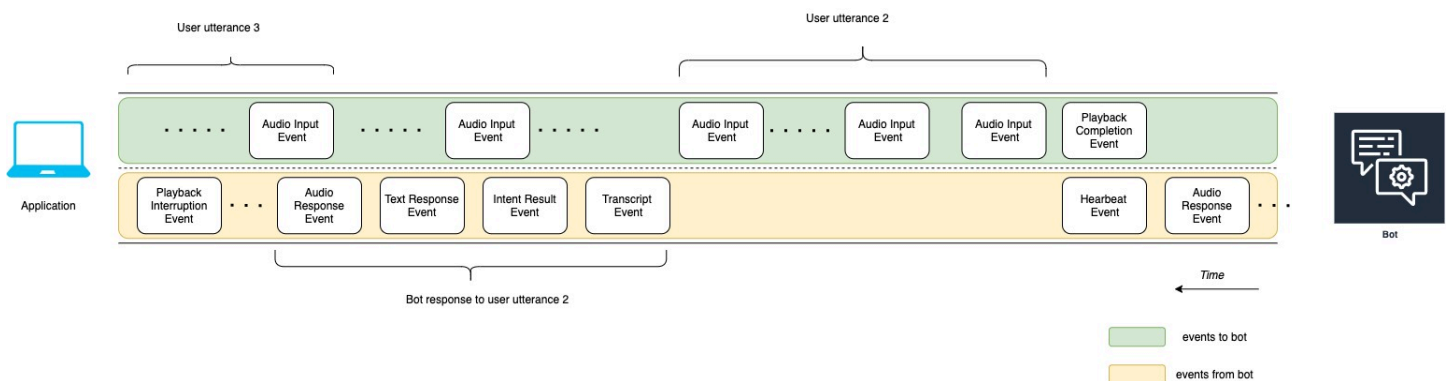 User utterance 3
User utterance 2
Audio Input
Event
Audio Input
Event
Audio Input
Event
Audio Input
Event
Audio Input
Event
Playback
Completion
Event
Application
Playback
Interruption
Event
Audio
Response
Event
Text Response
Event
Intent Result
Event
Transcript
Event
Hearbeat
Event
Audio
Response
Event
Bot
Bot response to user utterance 2
Time
events to bot
events from bot